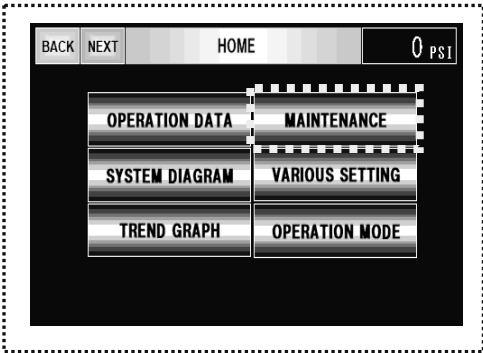 BACK NEXT HOME 0 PSI
OPERATION DATA MAINTENANCE
SYSTEM DIAGRAM VARIOUS SETTING
TREND GRAPH OPERATION MODE